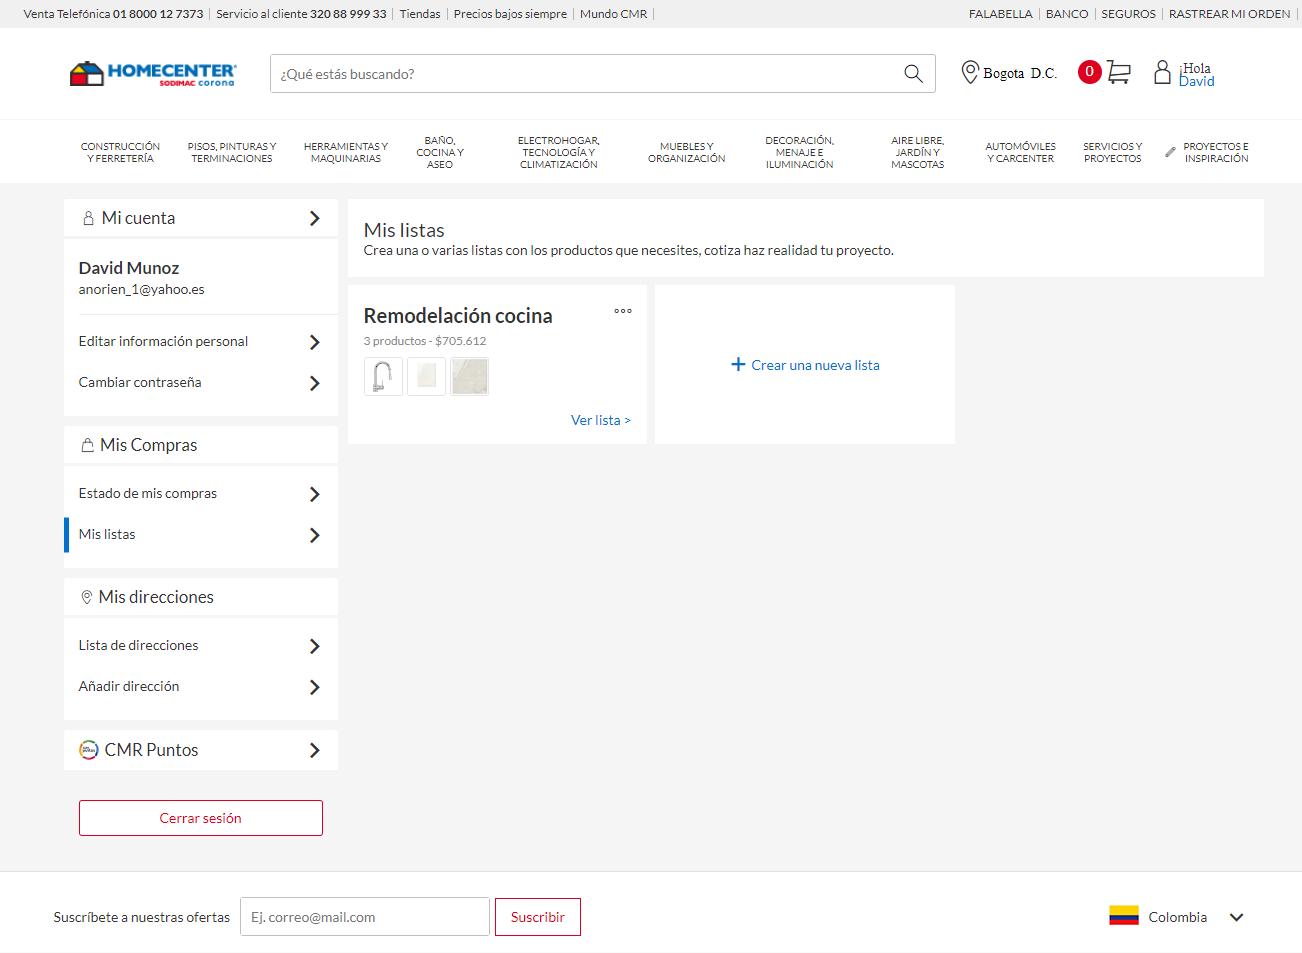 Venta Telefónica 01 8000 12 7373 | Servicio al cliente 320 88 999 33 | Tiendas | Precios bajos siempre | Mundo CMR |
FALABELLA | BANCO | SEGUROS | RASTREAR MI ORDEN |
HOMECENTER
SODIMAC corona
¿Qué estás buscando?
Bogota D.C.
0
¡Hola
David
CONSTRUCCIÓN
Y FERRETERÍA
PISOS, PINTURAS Y
TERMINACIONES
HERRAMIENTAS Y
MAQUINARIAS
BAÑO,
COCINA Y
ASEO
ELECTROHOGAR,
TECNOLOGÍA Y
CLIMATIZACIÓN
MUEBLES Y
ORGANIZACIÓN
DECORACIÓN,
MENAJE E
ILUMINACIÓN
AIRE LIBRE,
JARDÍN Y
MASCOTAS
AUTOMÓVILES
Y CARCENTER
SERVICIOS Y
PROYECTOS
PROYECTOS E
INSPIRACIÓN
Mi cuenta
David Munoz
anorien_1@yahoo.es
Editar información personal
Cambiar contraseña
Mis Compras
Estado de mis compras
Mis listas
Mis direcciones
Lista de direcciones
Añadir dirección
CMR Puntos
Cerrar sesión
Mis listas
Crea una o varias listas con los productos que necesites, cotiza haz realidad tu proyecto.
Remodelación cocina
3 productos - $705.612
Ver lista >
+ Crear una nueva lista
Suscríbete a nuestras ofertas
Ej. correo@mail.com
Suscribir
Colombia